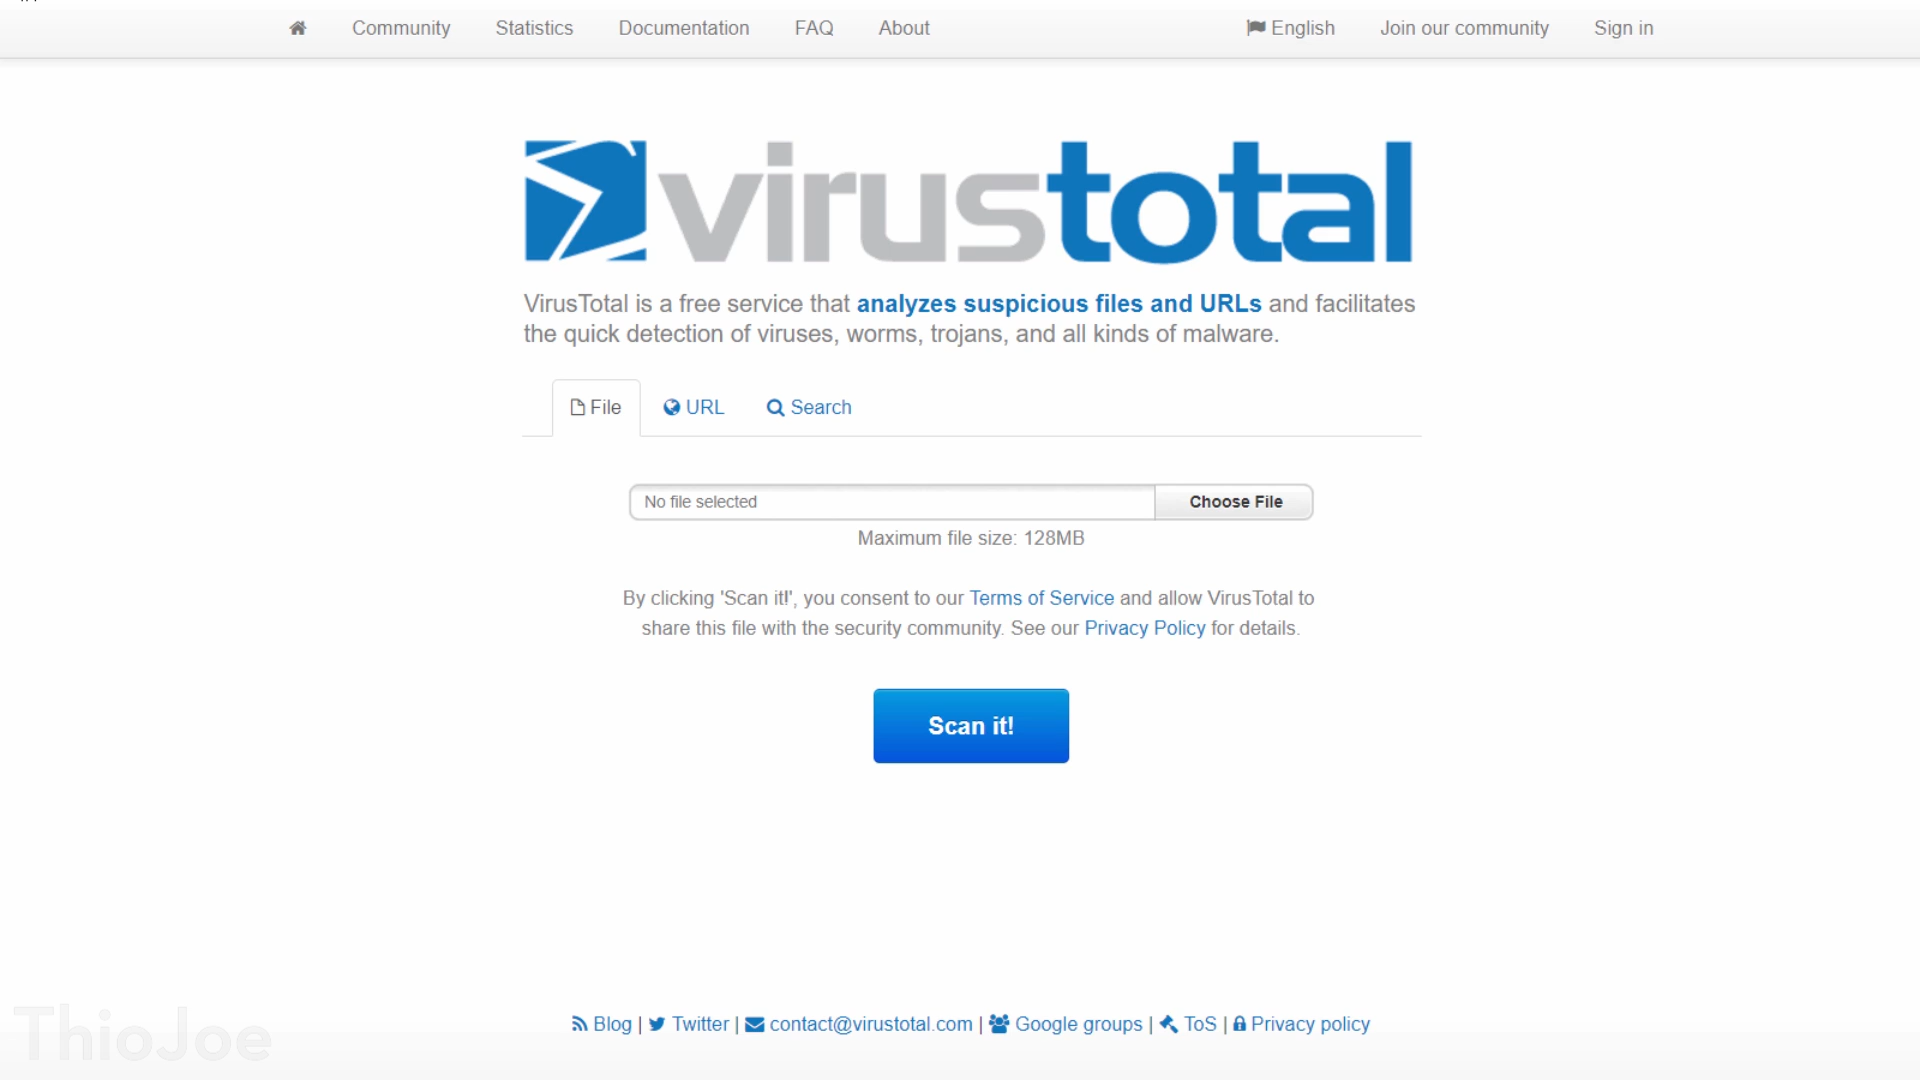 Community Statistics Documentation FAQ About English Join our community Sign in
virustotal
VirusTotal is a free service that analyzes suspicious files and URLs and facilitates
the quick detection of viruses, worms, trojans, and all kinds of malware.
File URL Search
No file selected Choose File
Maximum file size: 128MB
By clicking 'Scan it!', you consent to our Terms of Service and allow VirusTotal to
share this file with the security community. See our Privacy Policy for details.
Scan it!
Blog | Twitter | contact@virustotal.com | Google groups | ToS | Privacy policy
ThioJoe